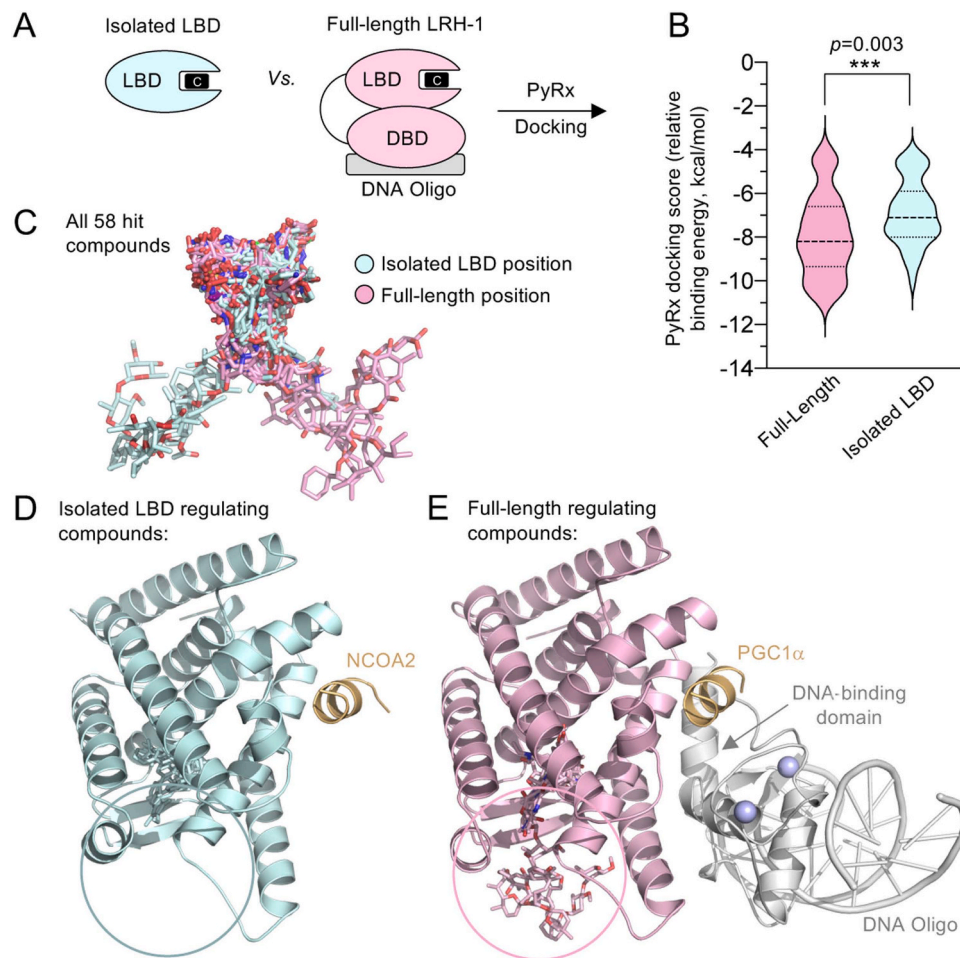 A
Isolated LBD
LBD
C
Vs.
Full-length LRH-1
LBD
C
DBD
DNA Oligo
PyRx
Docking
B
p=0.003
***
PyRx docking score (relative
binding energy, kcal/mol)
0
-2
-4
-6
-8
-10
-12
-14
Full-Length
Isolated LBD
C
All 58 hit
compounds
Isolated LBD position
Full-length position
D
Isolated LBD regulating
compounds:
NCOA2
E
Full-length regulating
compounds:
PGC1α
DNA-binding
domain
DNA Oligo